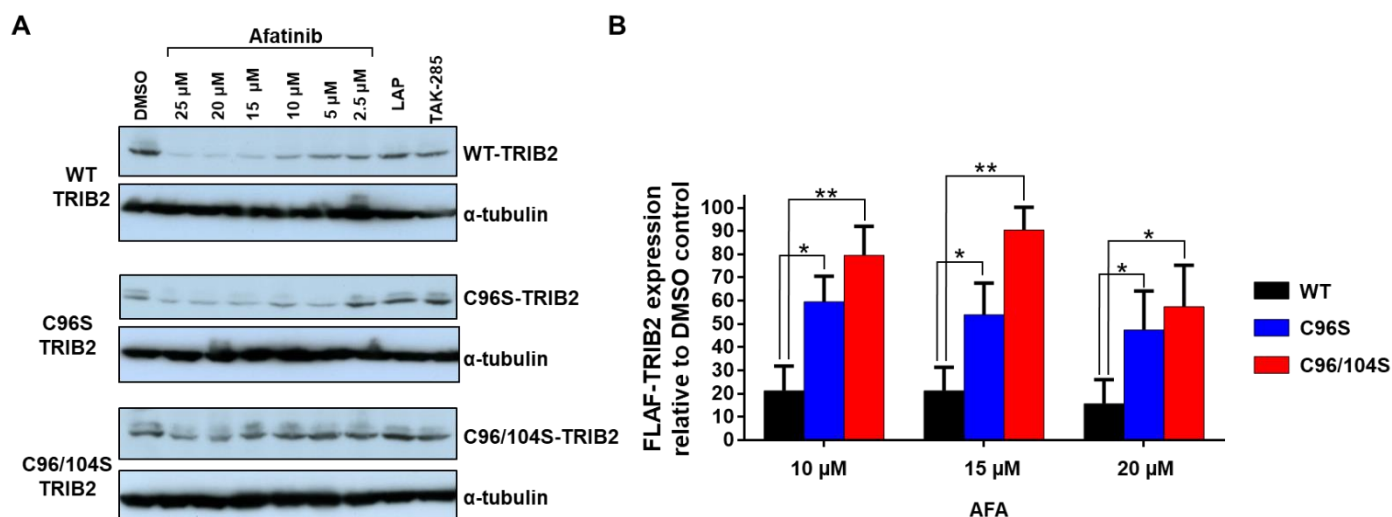 A
Afatinib
DMSO
25 µM
20 µM
15 µM
10 µM
5 µM
2.5 µM
LAP
TAK-285
WT
TRIB2
WT-TRIB2
α-tubulin
C96S
TRIB2
C96S-TRIB2
α-tubulin
C96/104S
TRIB2
C96/104S-TRIB2
α-tubulin
B
FLAF-TRIB2 expression
relative to DMSO control
100
90
80
70
60
50
40
30
20
10
0
**
*
**
*
*
*
10 µM
15 µM
20 µM
AFA
WT
C96S
C96/104S